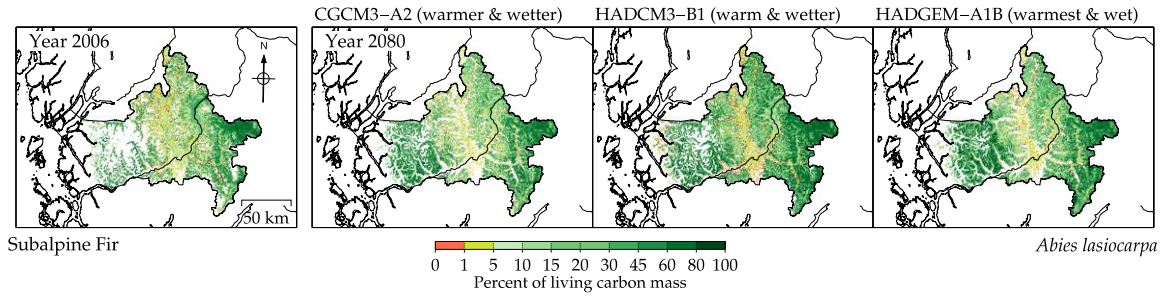 CGCM3−A2 (warmer & wetter)
HADCM3−B1 (warm & wetter)
HADGEM−A1B (warmest & wet)
Year 2006
N
Year 2080
50 km
Subalpine Fir
Abies lasiocarpa
0 1 5 10 15 20 30 45 60 80 100
Percent of living carbon mass